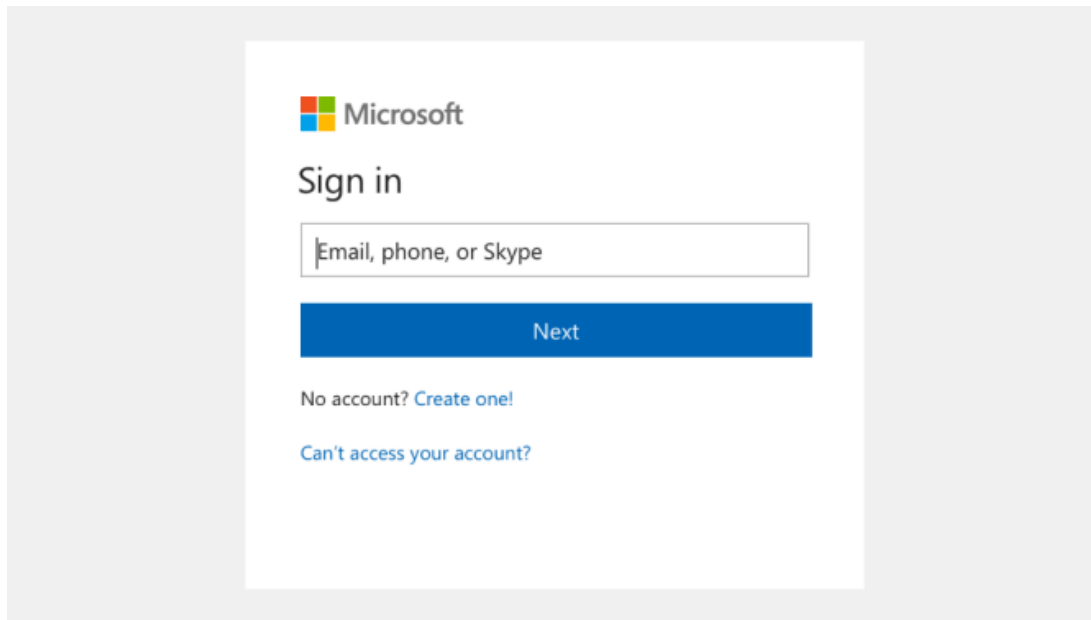 Microsoft
Sign in
Email, phone, or Skype
Next
No account? Create one!
Can't access your account?